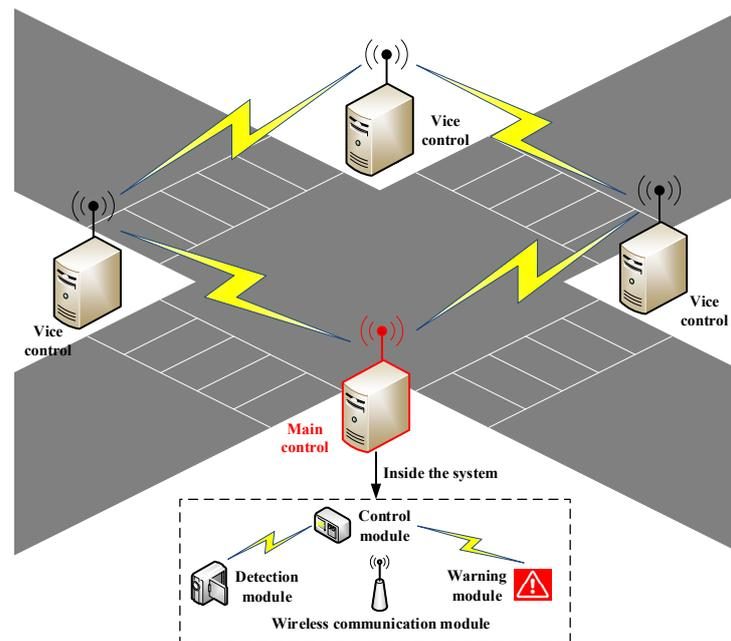 Vice
control
Vice
control
Vice
control
Main
control
Inside the system
Control
module
Detection
module
Warning
module
Wireless communication module